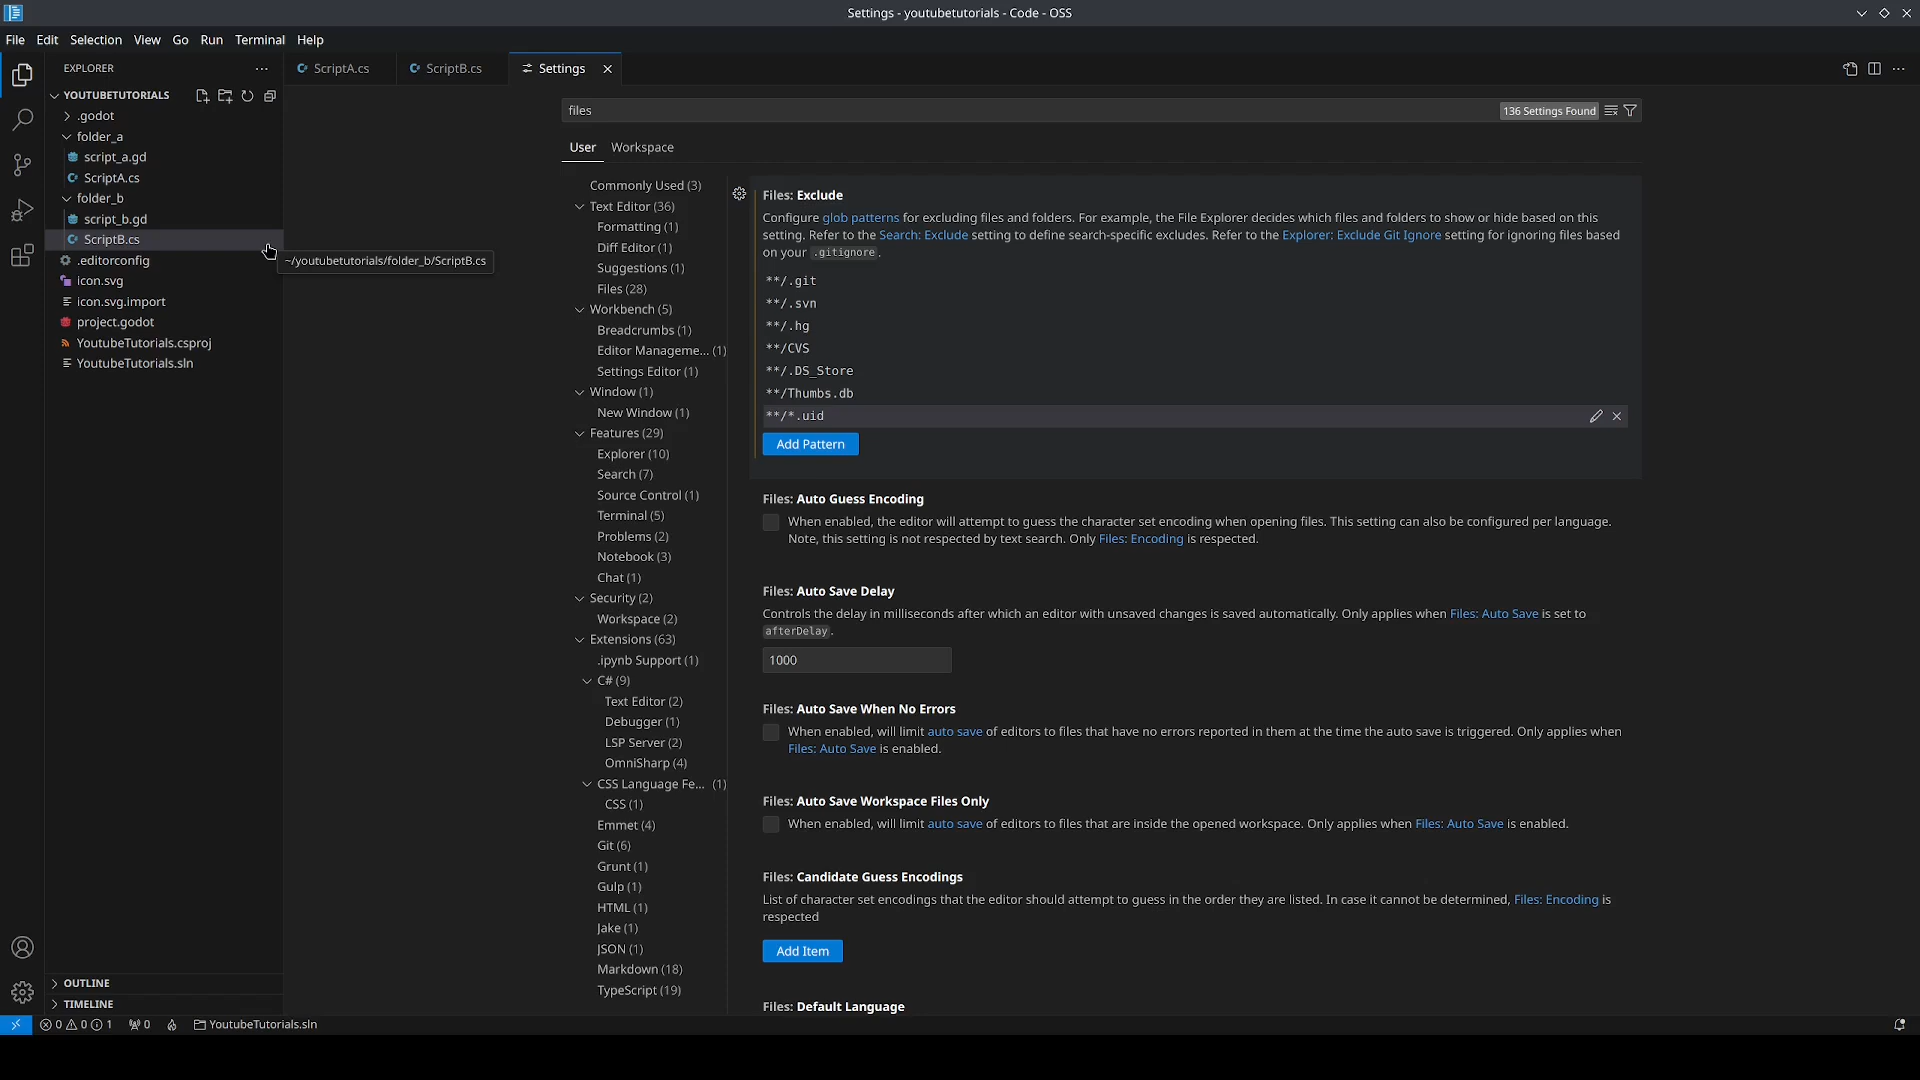 Settings - youtubetutorials - Code - OSS
File Edit Selection View Go Run Terminal Help
EXPLORER
YOUTUBETUTORIALS
.godot
folder_a
script_a.gd
ScriptA.cs
folder_b
script_b.gd
ScriptB.cs
.editorconfig
icon.svg
icon.svg.import
project.godot
YoutubeTutorials.csproj
YoutubeTutorials.sln
~/youtubetutorials/folder_b/ScriptB.cs
OUTLINE
TIMELINE
ScriptA.cs ScriptB.cs Settings
files
136 Settings Found
User Workspace
Commonly Used (3)
Text Editor (36)
Formatting (1)
Diff Editor (1)
Suggestions (1)
Files (28)
Workbench (5)
Breadcrumbs (1)
Editor Manageme... (1)
Settings Editor (1)
Window (1)
New Window (1)
Features (29)
Explorer (10)
Search (7)
Source Control (1)
Terminal (5)
Problems (2)
Notebook (3)
Chat (1)
Security (2)
Workspace (2)
Extensions (63)
.ipynb Support (1)
C# (9)
Text Editor (2)
Debugger (1)
LSP Server (2)
OmniSharp (4)
CSS Language Fe... (1)
CSS (1)
Emmet (4)
Git (6)
Grunt (1)
Gulp (1)
HTML (1)
Jake (1)
JSON (1)
Markdown (18)
TypeScript (19)
Files: Exclude
Configure glob patterns for excluding files and folders. For example, the File Explorer decides which files and folders to show or hide based on this
setting. Refer to the Search: Exclude setting to define search-specific excludes. Refer to the Explorer: Exclude Git Ignore setting for ignoring files based
on your .gitignore.
**/.git
**/.svn
**/.hg
**/CVS
**/.DS_Store
**/Thumbs.db
**/*.uid
Add Pattern
Files: Auto Guess Encoding
When enabled, the editor will attempt to guess the character set encoding when opening files. This setting can also be configured per language.
Note, this setting is not respected by text search. Only Files: Encoding is respected.
Files: Auto Save Delay
Controls the delay in milliseconds after which an editor with unsaved changes is saved automatically. Only applies when Files: Auto Save is set to
afterDelay.
1000
Files: Auto Save When No Errors
When enabled, will limit auto save of editors to files that have no errors reported in them at the time the auto save is triggered. Only applies when
Files: Auto Save is enabled.
Files: Auto Save Workspace Files Only
When enabled, will limit auto save of editors to files that are inside the opened workspace. Only applies when Files: Auto Save is enabled.
Files: Candidate Guess Encodings
List of character set encodings that the editor should attempt to guess in the order they are listed. In case it cannot be determined, Files: Encoding is
respected
Add Item
Files: Default Language
0 0 1 0 YoutubeTutorials.sln